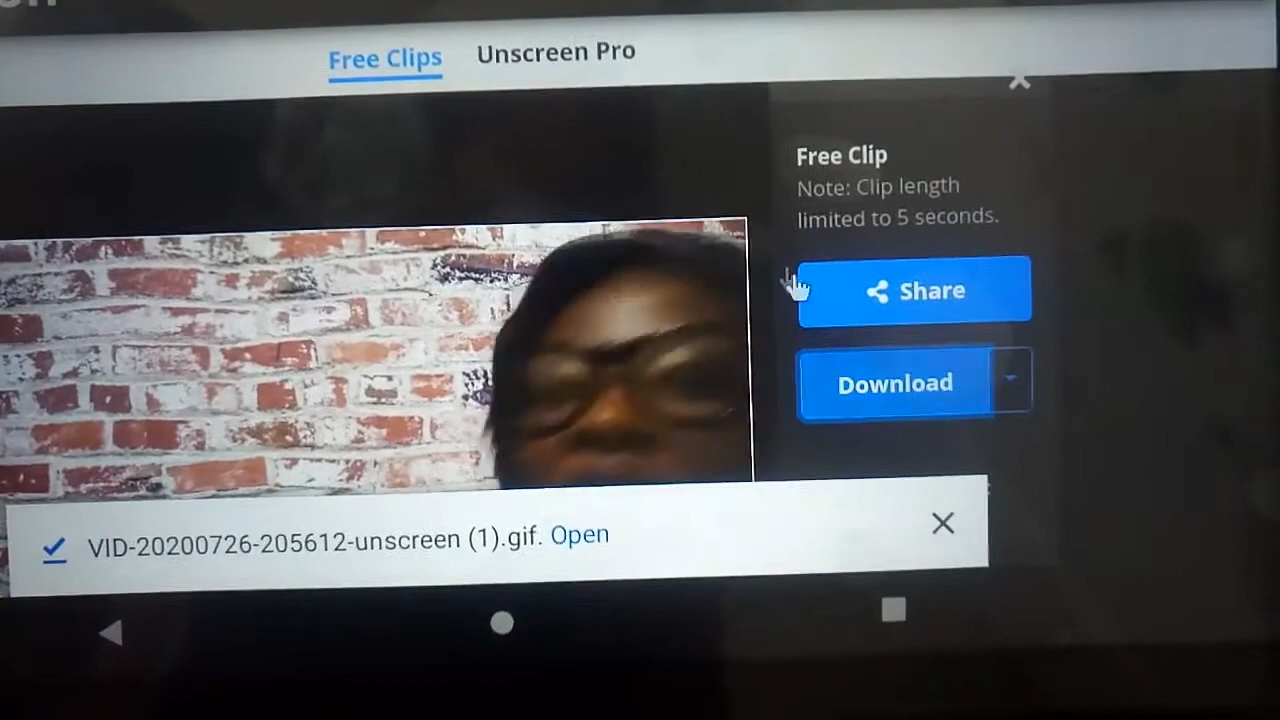 Free Clips
Unscreen Pro
Free Clip
Note: Clip length
limited to 5 seconds.
Share
Download
VID-20200726-205612-unscreen (1).gif. Open